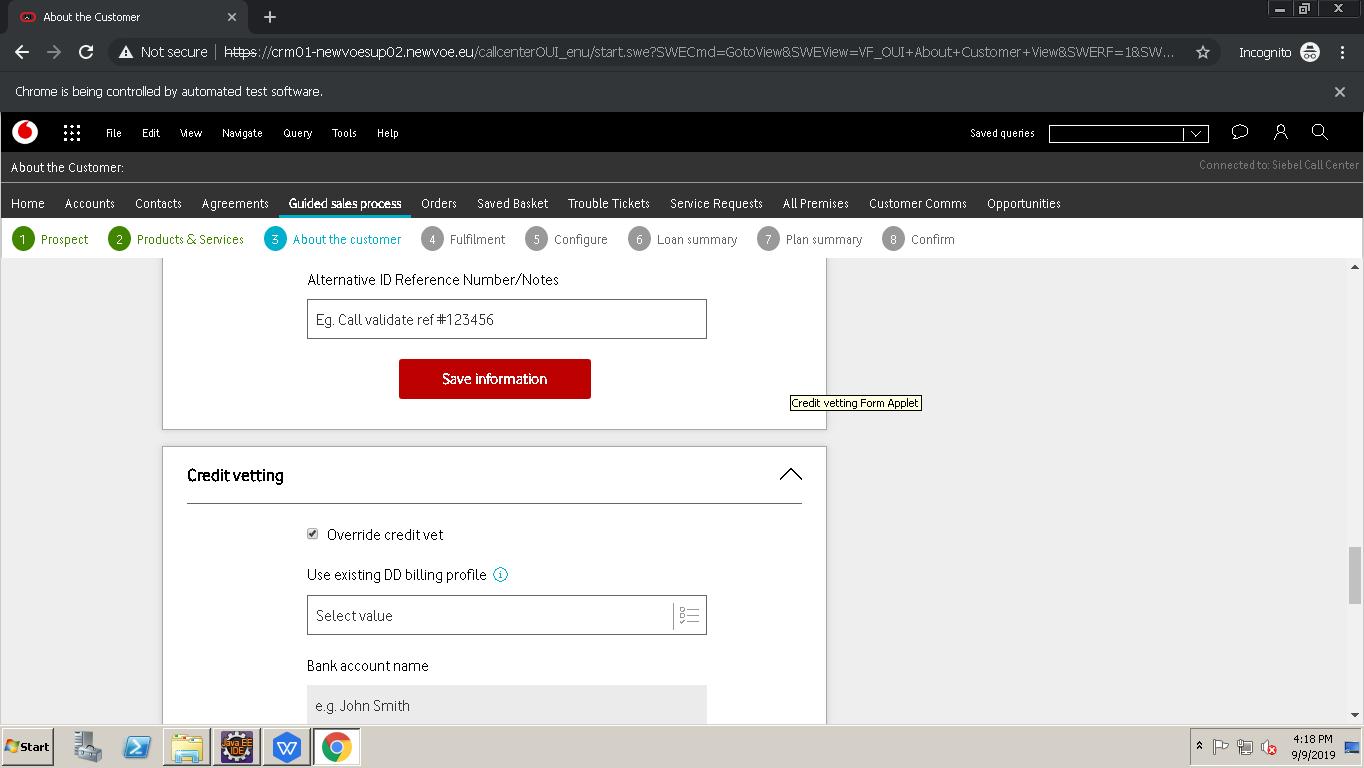 About the Customer
Not secure https://crm01-newvoesup02.newvoe.eu/callcenterOUI_enu/start.swe?SWECmd=GotoView&SWEView=VF_OUI+About+Customer+View&SWERF=1&SW... Incognito
Chrome is being controlled by automated test software.
File Edit View Navigate Query Tools Help Saved queries
About the Customer: Connected to: Siebel Call Center
Home Accounts Contacts Agreements Guided sales process Orders Saved Basket Trouble Tickets Service Requests All Premises Customer Comms Opportunities
1 Prospect 2 Products & Services 3 About the customer 4 Fulfilment 5 Configure 6 Loan summary 7 Plan summary 8 Confirm
Alternative ID Reference Number/Notes
Eg. Call validate ref #123456
Save information
Credit vetting Form Applet
Credit vetting
Override credit vet
Use existing DD billing profile
Select value
Bank account name
e.g. John Smith
Start
Java EE
IDE
4:18 PM
9/9/2019